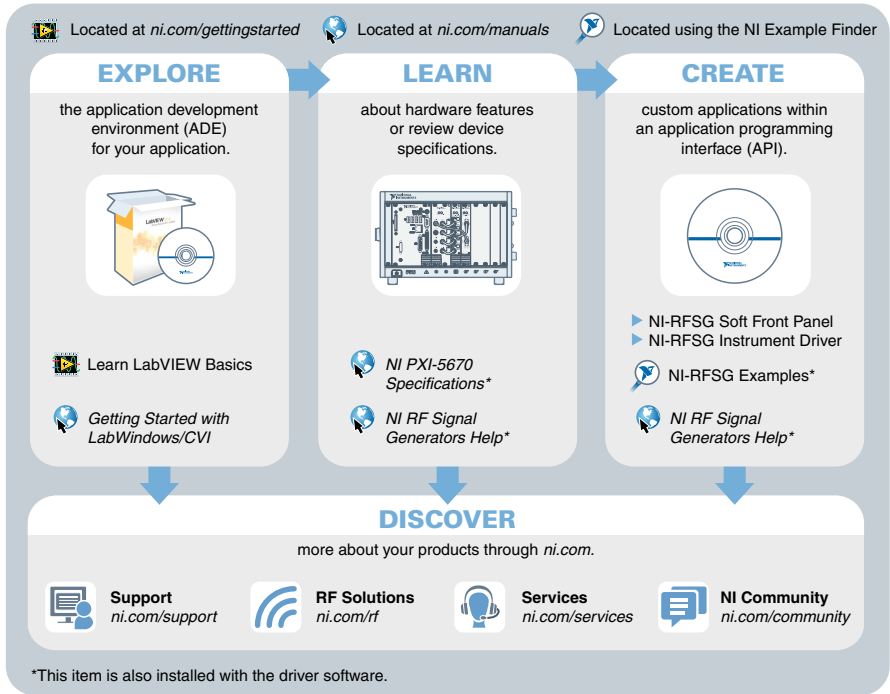 Located at ni.com/gettingstarted
Located at ni.com/manuals
Located using the NI Example Finder
EXPLORE
the application development
environment (ADE)
for your application.
LabVIEW
Learn LabVIEW Basics
Getting Started with
LabWindows/CVI
LEARN
about hardware features
or review device
specifications.
NI PXI-5670
Specifications*
NI RF Signal
Generators Help*
CREATE
custom applications within
an application programming
interface (API).
NI-RFSG Soft Front Panel
NI-RFSG Instrument Driver
NI-RFSG Examples*
NI RF Signal
Generators Help*
DISCOVER
more about your products through ni.com.
Support
ni.com/support
RF Solutions
ni.com/rf
Services
ni.com/services
NI Community
ni.com/community
*This item is also installed with the driver software.